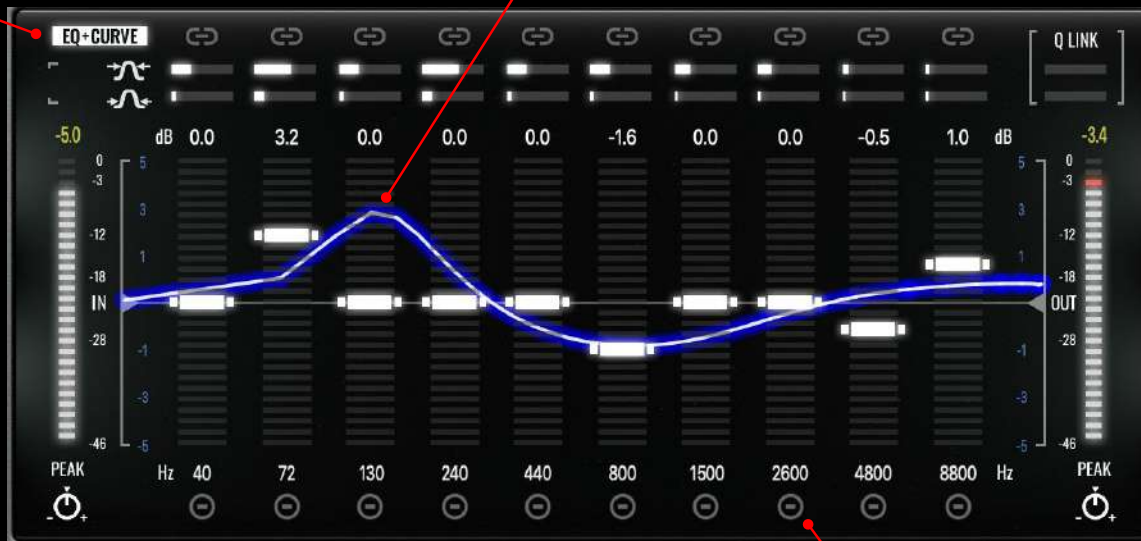 EQ+CURVE
Q LINK
-5.0 dB 0.0 3.2 0.0 0.0 0.0 -1.6 0.0 0.0 -0.5 1.0 dB -3.4
0 5 5 0
-3 -3
3 3
-12 -12
1 1
-18 -18
IN OUT
-28 -28
-1 -1
-3 -3
-46 -5 -5 -46
PEAK Hz 40 72 130 240 440 800 1500 2600 4800 8800 Hz PEAK
- + - +